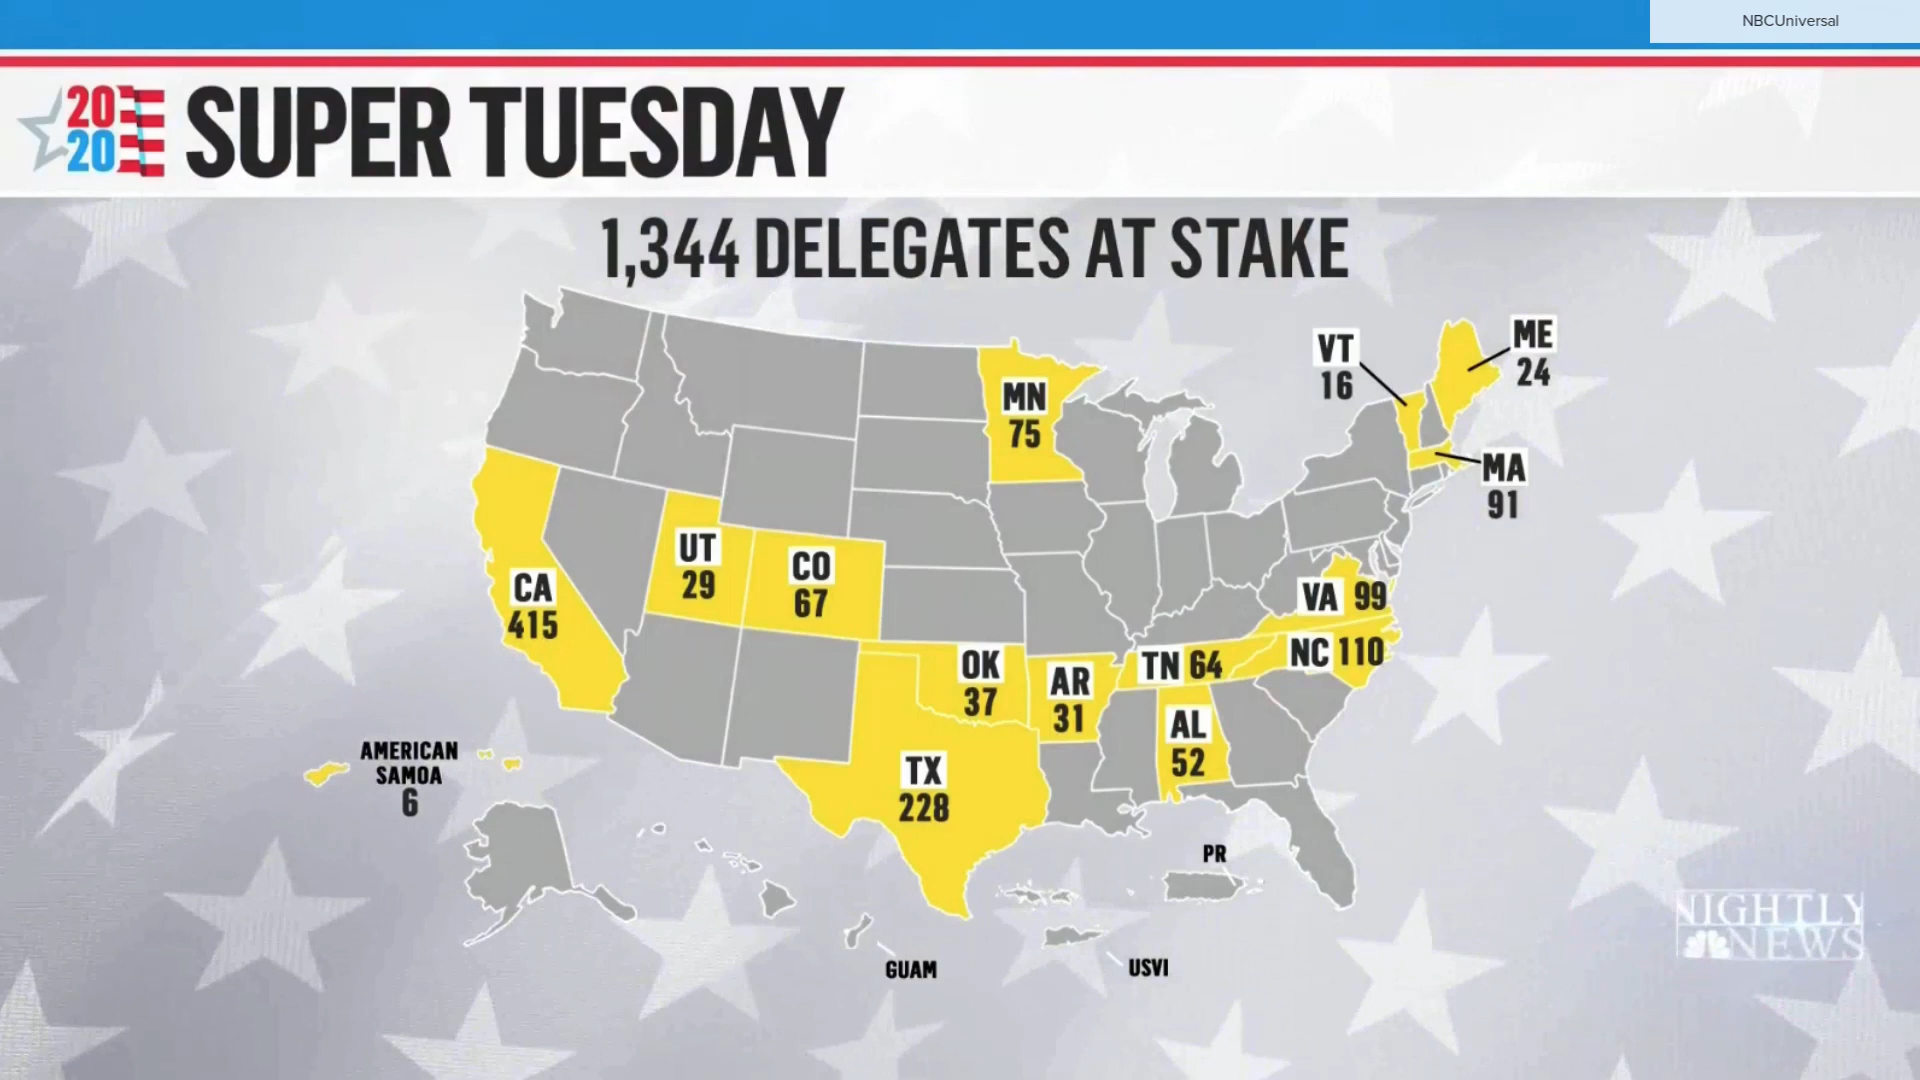 NBCUniversal
20
20
SUPER TUESDAY
1,344 DELEGATES AT STAKE
VT
16
ME
24
MN
75
MA
91
UT
29
CO
67
CA
415
VA 99
NC 110
TN 64
OK
37
AR
31
AL
52
TX
228
AMERICAN
SAMOA
6
PR
GUAM
USVI
NIGHTLY
NEWS